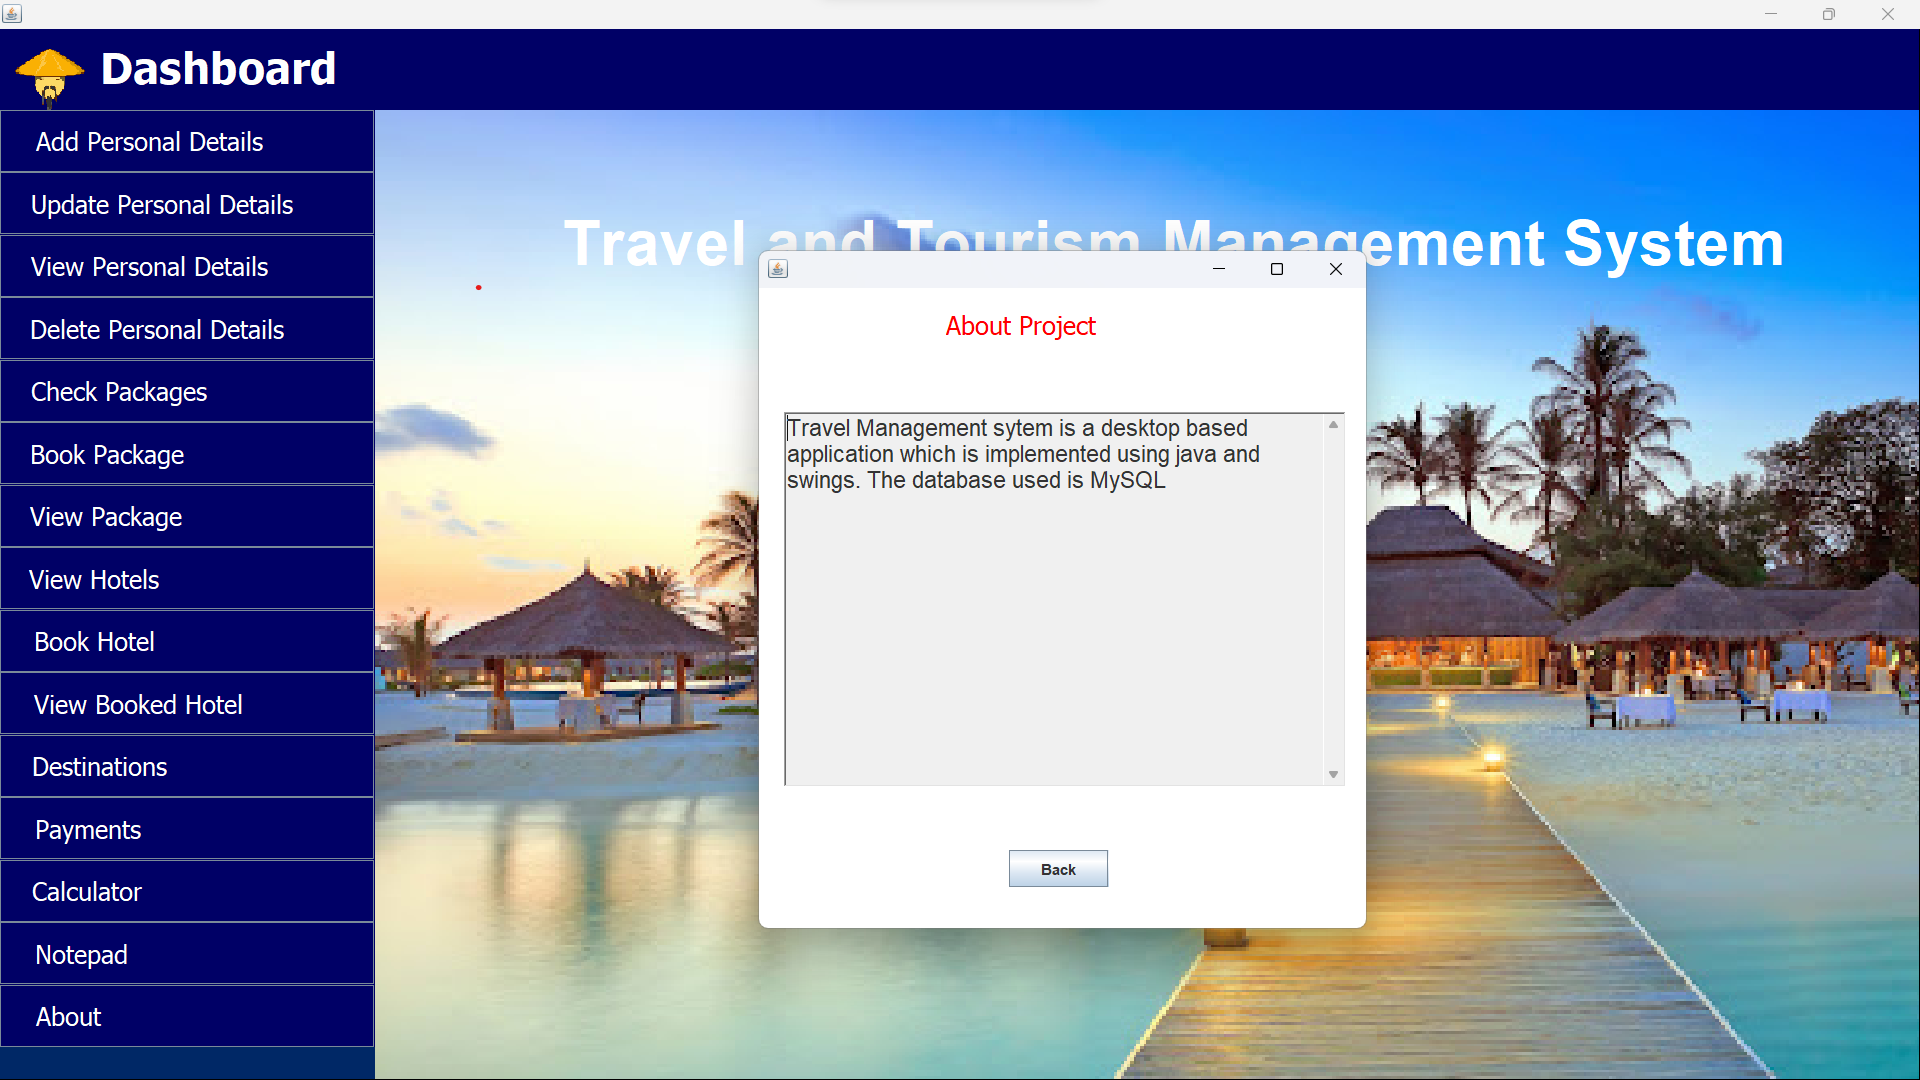 Dashboard
Add Personal Details
Update Personal Details
View Personal Details
Delete Personal Details
Check Packages
Book Package
View Package
View Hotels
Book Hotel
View Booked Hotel
Destinations
Payments
Calculator
Notepad
About
Travel and Tourism Management System
About Project
Travel Management sytem is a desktop based
application which is implemented using java and
swings. The database used is MySQL
Back